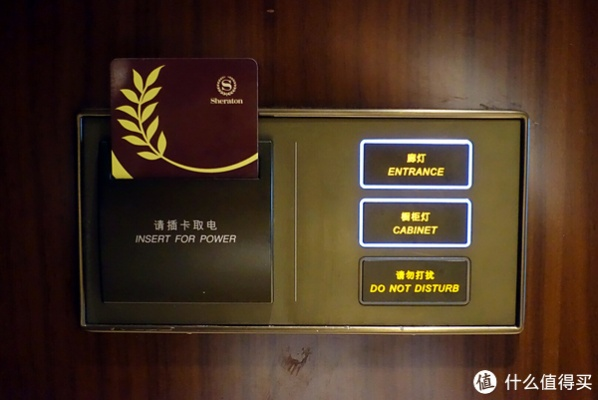 S
Sheraton
请插卡取电
INSERT FOR POWER
廊灯
ENTRANCE
橱柜灯
CABINET
请勿打扰
DO NOT DISTURB
值 什么值得买